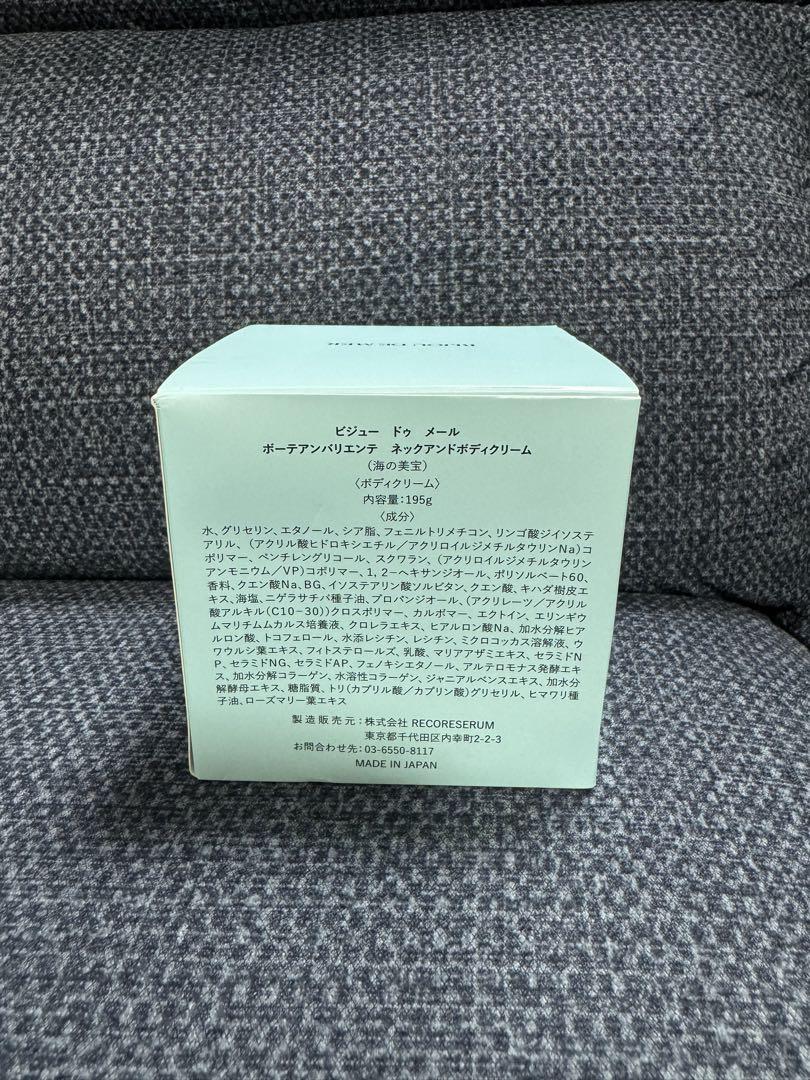 BIJOU DE MER
ビジュー ドゥ メール
ボーテアンバリエンテ ネックアンドボディクリーム
（海の美宝）
〈ボディクリーム〉
内容量：195g
〈成分〉
水、グリセリン、エタノール、シア脂、フェニルトリメチコン、リンゴ酸ジイソステ
アリル、（アクリル酸ヒドロキシエチル／アクリロイルジメチルタウリンNa）コ
ポリマー、ペンチレングリコール、スクワラン、（アクリロイルジメチルタウリン
アンモニウム／VP）コポリマー、1，2－ヘキサンジオール、ポリソルベート60、
香料、クエン酸Na、BG、イソステアリン酸ソルビタン、クエン酸、キハダ樹皮エ
キス、海塩、ニゲラサチバ種子油、プロパンジオール、（アクリレーツ／アクリル
酸アルキル（C10－30））クロスポリマー、カルボマー、エクトイン、エリンギウ
ムマリチムムカルス培養液、クロレラエキス、ヒアルロン酸Na、加水分解ヒア
ルロン酸、トコフェロール、水添レシチン、レシチン、ミクロコッカス溶解液、ウ
ワウルシ葉エキス、フィトステロールズ、乳酸、マリアアザミエキス、セラミドN
P、セラミドNG、セラミドAP、フェノキシエタノール、アルテロモナス発酵エキ
ス、加水分解コラーゲン、水溶性コラーゲン、ジャニアルベンスエキス、加水分
解酵母エキス、糖脂質、トリ（カプリル酸／カプリン酸）グリセリル、ヒマワリ種
子油、ローズマリー葉エキス
製造販売元：株式会社 RECORESERUM
東京都千代田区内幸町2-2-3
お問合わせ先：03-6550-8117
MADE IN JAPAN